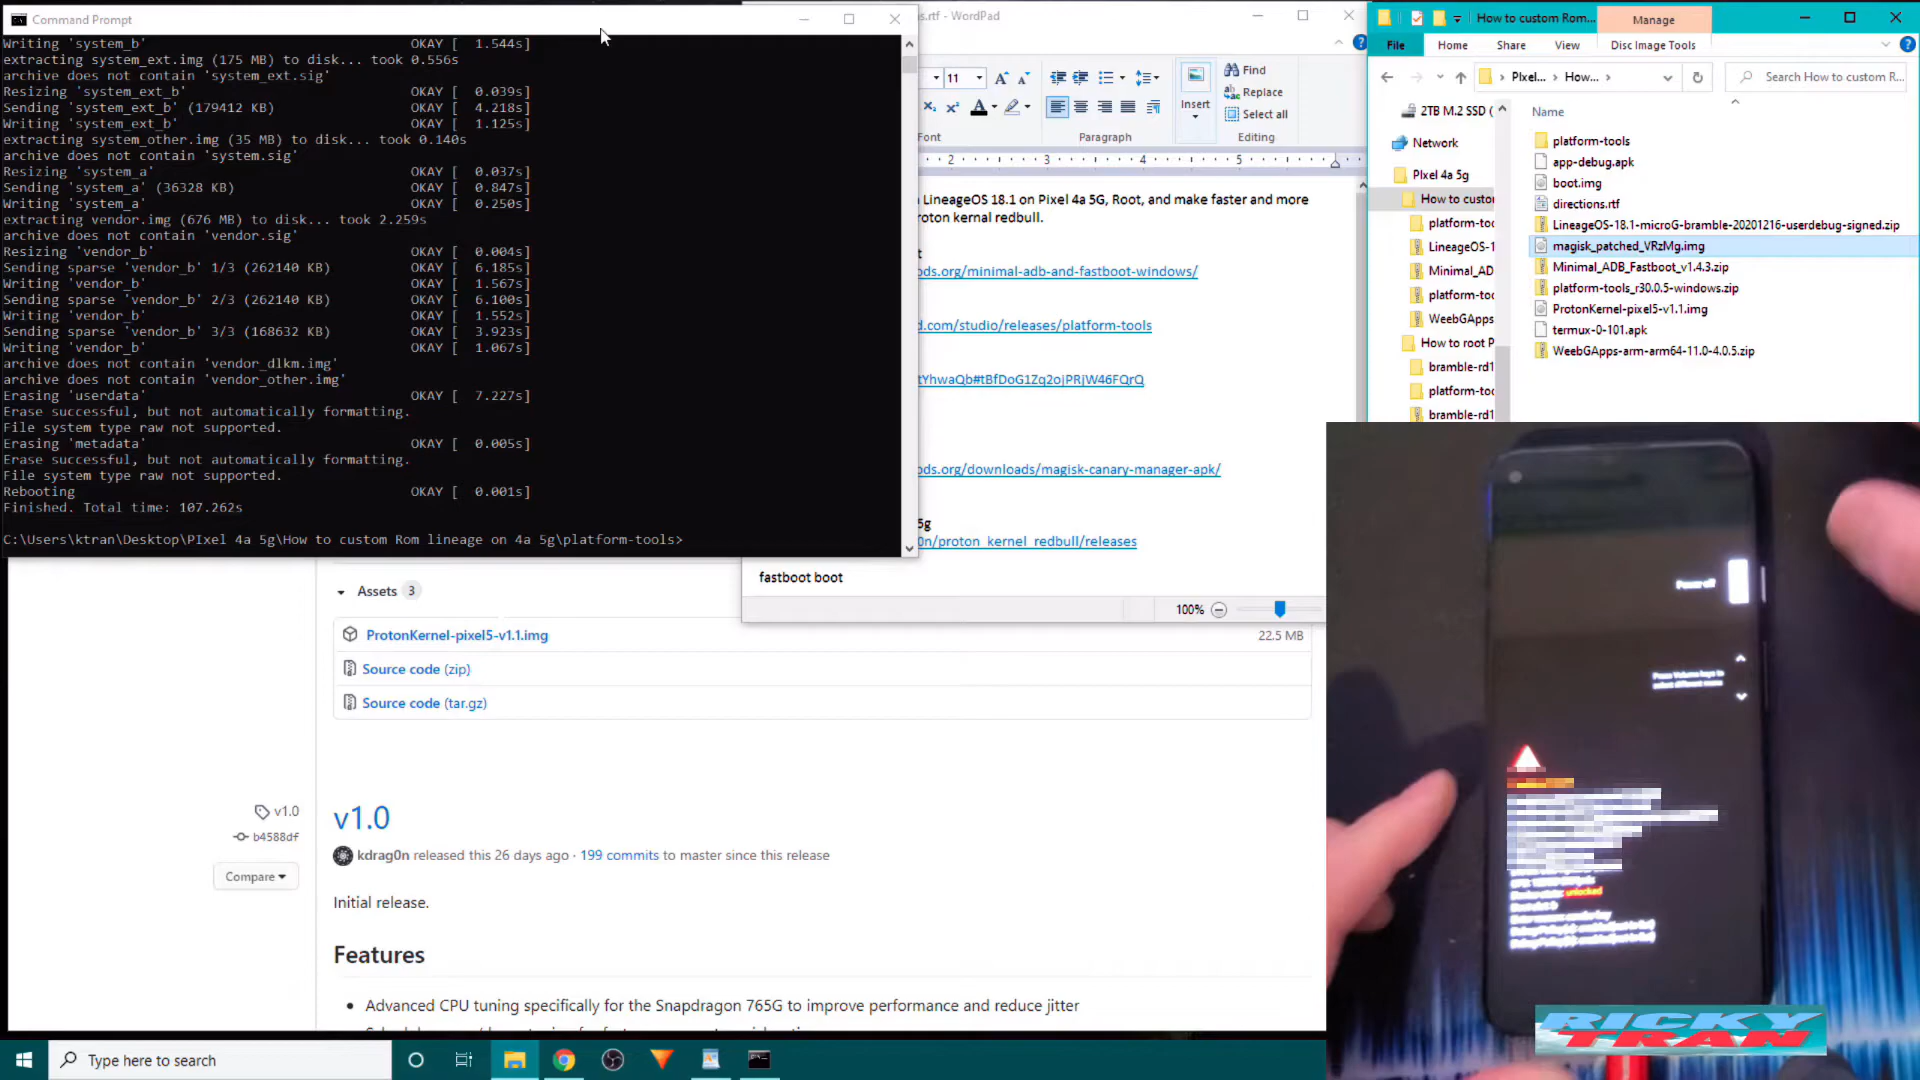 Command Prompt
Writing 'system_b' OKAY [ 1.544s]
extracting system_ext.img (175 MB) to disk... took 0.556s
archive does not contain 'system_ext.sig'
Resizing 'system_ext_b' OKAY [ 0.039s]
Sending 'system_ext_b' (179412 KB) OKAY [ 4.218s]
Writing 'system_ext_b' OKAY [ 1.125s]
extracting system_other.img (35 MB) to disk... took 0.140s
archive does not contain 'system.sig'
Resizing 'system_a' OKAY [ 0.037s]
Sending 'system_a' (36328 KB) OKAY [ 0.847s]
Writing 'system_a' OKAY [ 0.250s]
extracting vendor.img (676 MB) to disk... took 2.259s
archive does not contain 'vendor.sig'
Resizing 'vendor_b' OKAY [ 0.004s]
Sending sparse 'vendor_b' 1/3 (262140 KB) OKAY [ 6.185s]
Writing 'vendor_b' OKAY [ 1.567s]
Sending sparse 'vendor_b' 2/3 (262140 KB) OKAY [ 6.100s]
Writing 'vendor_b' OKAY [ 1.552s]
Sending sparse 'vendor_b' 3/3 (168632 KB) OKAY [ 3.923s]
Writing 'vendor_b' OKAY [ 1.067s]
archive does not contain 'vendor_dlkm.img'
archive does not contain 'vendor_other.img'
Erasing 'userdata' OKAY [ 7.227s]
Erase successful, but not automatically formatting.
File system type raw not supported.
Erasing 'metadata' OKAY [ 0.005s]
Erase successful, but not automatically formatting.
File system type raw not supported.
Rebooting OKAY [ 0.001s]
Finished. Total time: 107.262s
C:\Users\ktran\Desktop\PIxel 4a 5g\How to custom Rom lineage on 4a 5g\platform-tools>
s.rtf - WordPad
11
Find
Replace
Select all
Insert
Font
Paragraph
Editing
2 3 4 5
LineageOS 18.1 on Pixel 4a 5G, Root, and make faster and more
roton kernal redbull.
t
ods.org/minimal-adb-and-fastboot-windows/
d.com/studio/releases/platform-tools
tYhwaQb#tBfDoG1Zq2ojPRjW46FQrQ
ods.org/downloads/magisk-canary-manager-apk/
5g
0n/proton_kernel_redbull/releases
fastboot boot
100%
How to custom Rom...
Manage
File
Home
Share
View
Disc Image Tools
PIxel...
How...
Search How to custom R...
2TB M.2 SSD (
Network
PIxel 4a 5g
How to custo
platform-too
LineageOS-1
Minimal_AD
platform-too
WeebGApps
How to root P
bramble-rd1
platform-too
bramble-rd1
Name
platform-tools
app-debug.apk
boot.img
directions.rtf
LineageOS-18.1-microG-bramble-20201216-userdebug-signed.zip
magisk_patched_VRzMg.img
Minimal_ADB_Fastboot_v1.4.3.zip
platform-tools_r30.0.5-windows.zip
ProtonKernel-pixel5-v1.1.img
termux-0-101.apk
WeebGApps-arm-arm64-11.0-4.0.5.zip
Assets 3
ProtonKernel-pixel5-v1.1.img 22.5 MB
Source code (zip)
Source code (tar.gz)
v1.0
b4588df
Compare
v1.0
kdrag0n released this 26 days ago · 199 commits to master since this release
Initial release.
Features
Advanced CPU tuning specifically for the Snapdragon 765G to improve performance and reduce jitter
Power off
Press Volume keys to
select different menu
unlocked
RICKY
TRAN
Type here to search